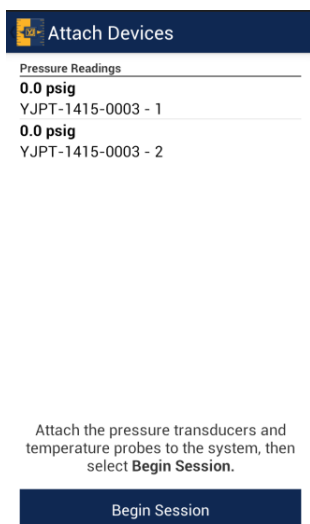 Attach Devices
Pressure Readings
0.0 psig
YJPT-1415-0003 - 1
0.0 psig
YJPT-1415-0003 - 2
Attach the pressure transducers and
temperature probes to the system, then
select Begin Session.
Begin Session